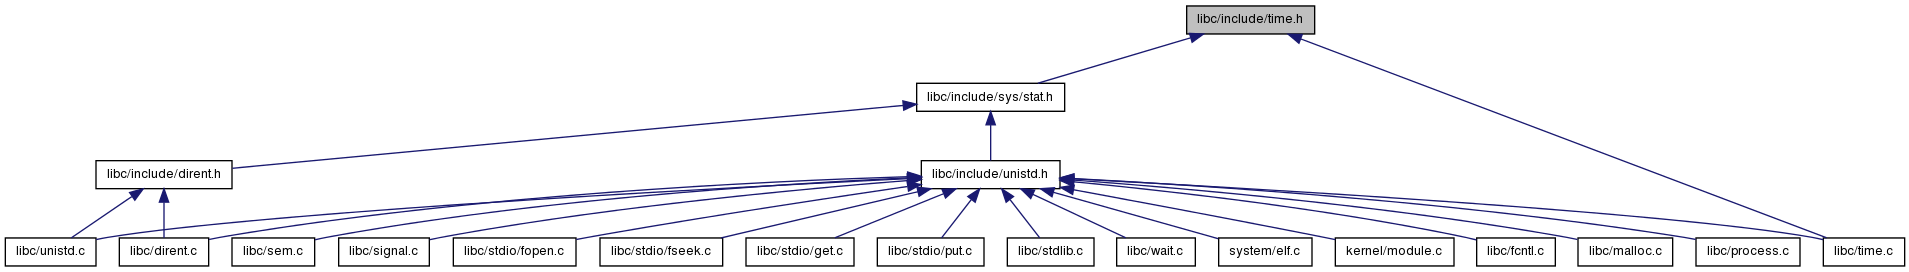 libc/include/time.h
libc/include/sys/stat.h
libc/include/dirent.h
libc/include/unistd.h
libc/unistd.c
libc/dirent.c
libc/sem.c
libc/signal.c
libc/stdio/fopen.c
libc/stdio/fseek.c
libc/stdio/get.c
libc/stdio/put.c
libc/stdlib.c
libc/wait.c
system/elf.c
kernel/module.c
libc/fcntl.c
libc/malloc.c
libc/process.c
libc/time.c